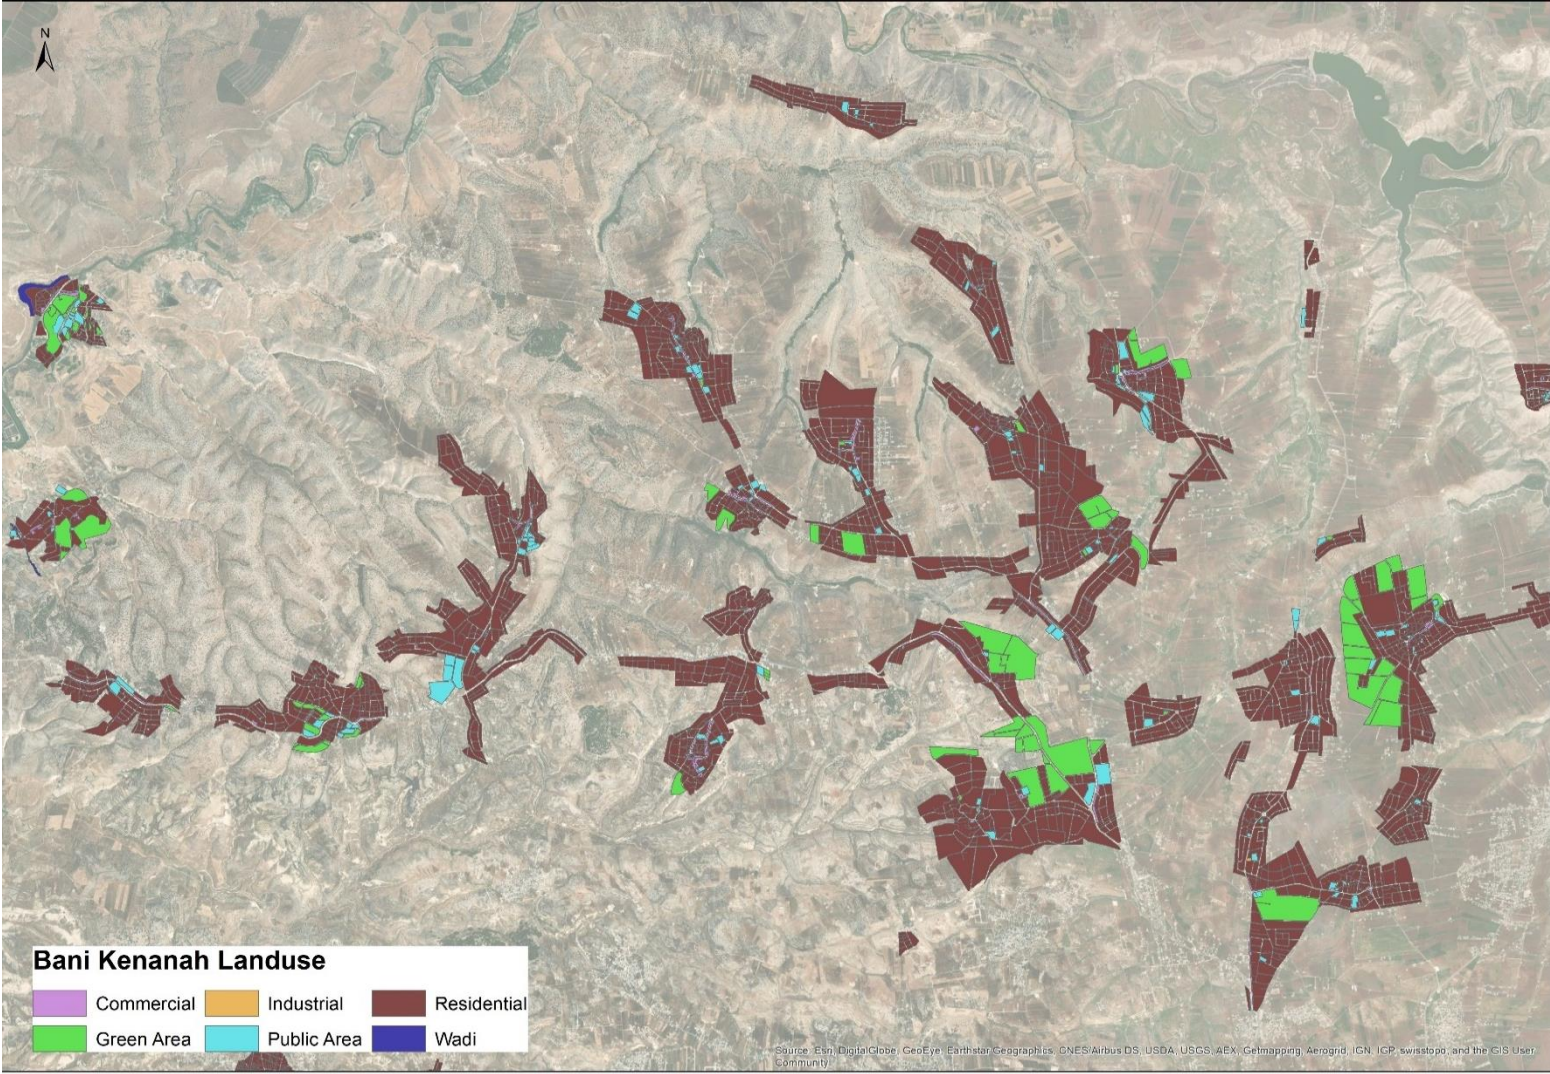 N
Bani Kenanah Landuse
Commercial
Industrial
Residential
Green Area
Public Area
Wadi
Source: Esri, DigitalGlobe, GeoEye, Earthstar Geographics, CNES/Airbus DS, USDA, USGS, AEX, Getmapping, Aerogrid, IGN, IGP, swisstopo, and the GIS User
Community